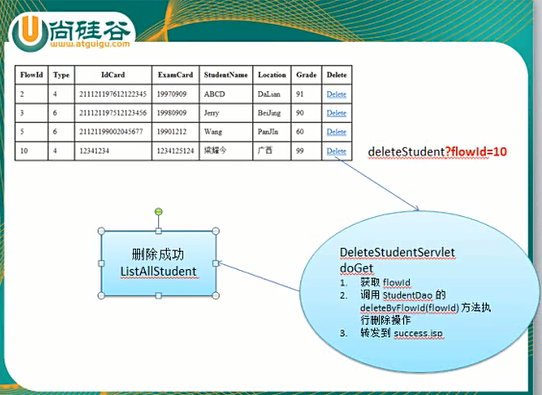 尚硅谷
www.atguigu.com
FlowId Type IdCard ExamCard StudentName Location Grade Delete
2 4 211121197612122345 19970909 ABCD DaLian 91 Delete
3 6 211121197512123456 19980909 Jerry BeiJing 90 Delete
5 6 21121199002045677 19901212 Wang PanJIn 60 Delete
10 4 12341234 1234125124 梁耀今 广西 99 Delete
deleteStudent?flowId=10
删除成功
ListAllStudent
DeleteStudentServlet
doGet
1. 获取 flowId
2. 调用 StudentDao 的
deleteByFlowId(flowId) 方法执
行删除操作
3. 转发到 success.jsp